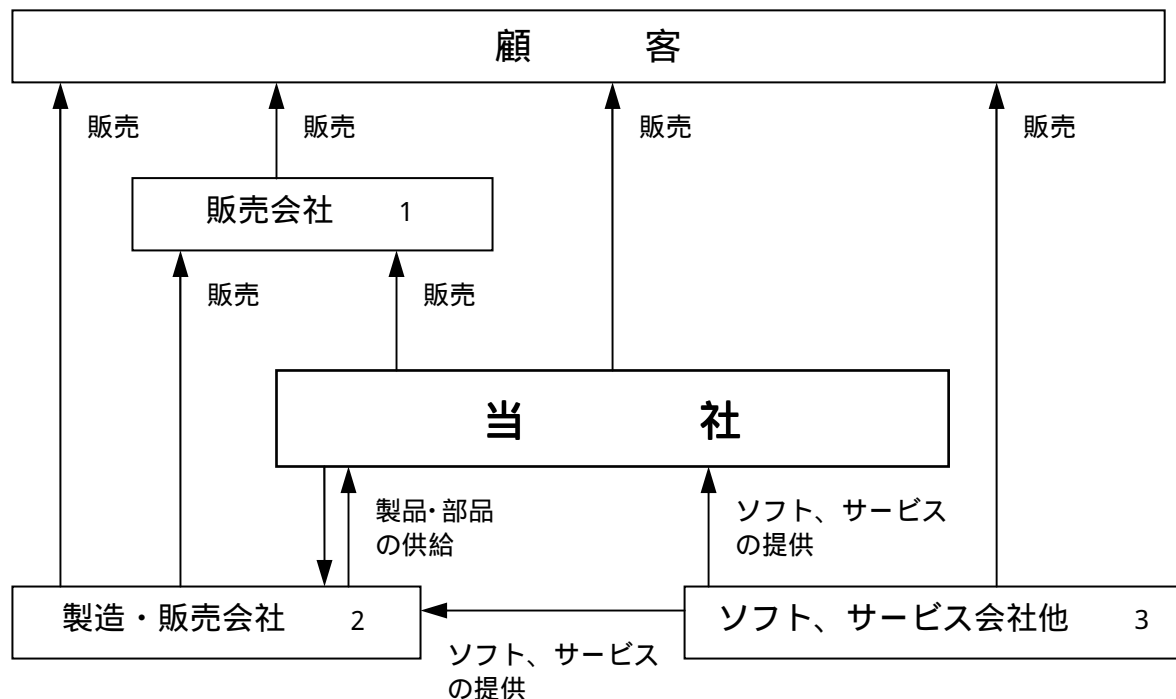 顧 客
販売
販売
販売
販売
販売会社 1
販売
販売
当 社
製品・部品
の供給
ソフト、サービス
の提供
製造・販売会社 2
ソフト、サービス会社他 3
ソフト、サービス
の提供